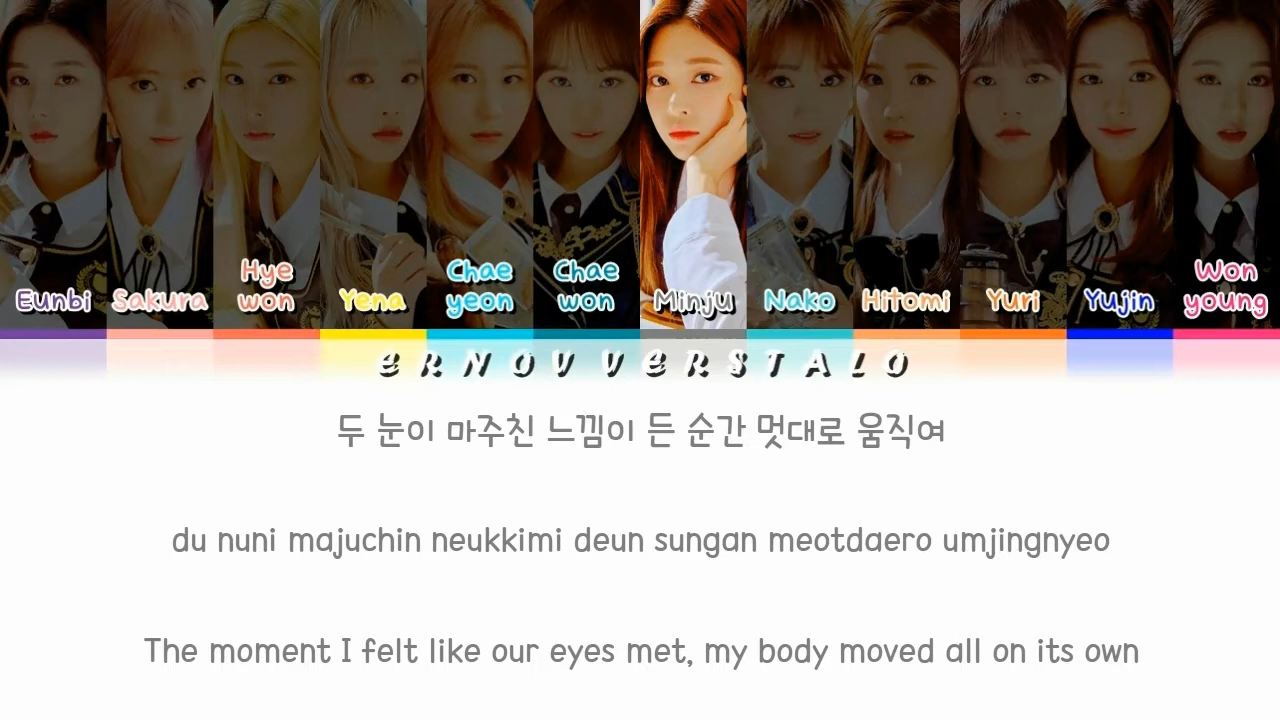 Eunbi
Sakura
Hye
won
Yena
Chae
yeon
Chae
won
Minju
Nako
Hitomi
Yuri
Yujin
Won
young
eRNOV VeRSTALO
두 눈이 마주친 느낌이 든 순간 멋대로 움직여
du nuni majuchin neukkimi deun sungan meotdaero umjingnyeo
The moment I felt like our eyes met, my body moved all on its own